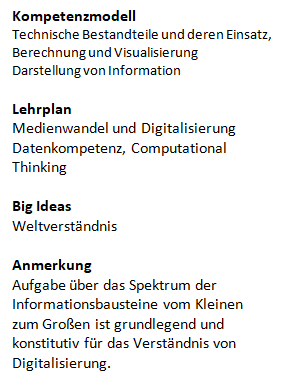 Kompetenzmodell
Technische Bestandteile und deren Einsatz,
Berechnung und Visualisierung
Darstellung von Information
Lehrplan
Medienwandel und Digitalisierung
Datenkompetenz, Computational
Thinking
Big Ideas
Weltverständnis
Anmerkung
Aufgabe über das Spektrum der
Informationsbausteine vom Kleinen
zum Großen ist grundlegend und
konstitutiv für das Verständnis von
Digitalisierung.